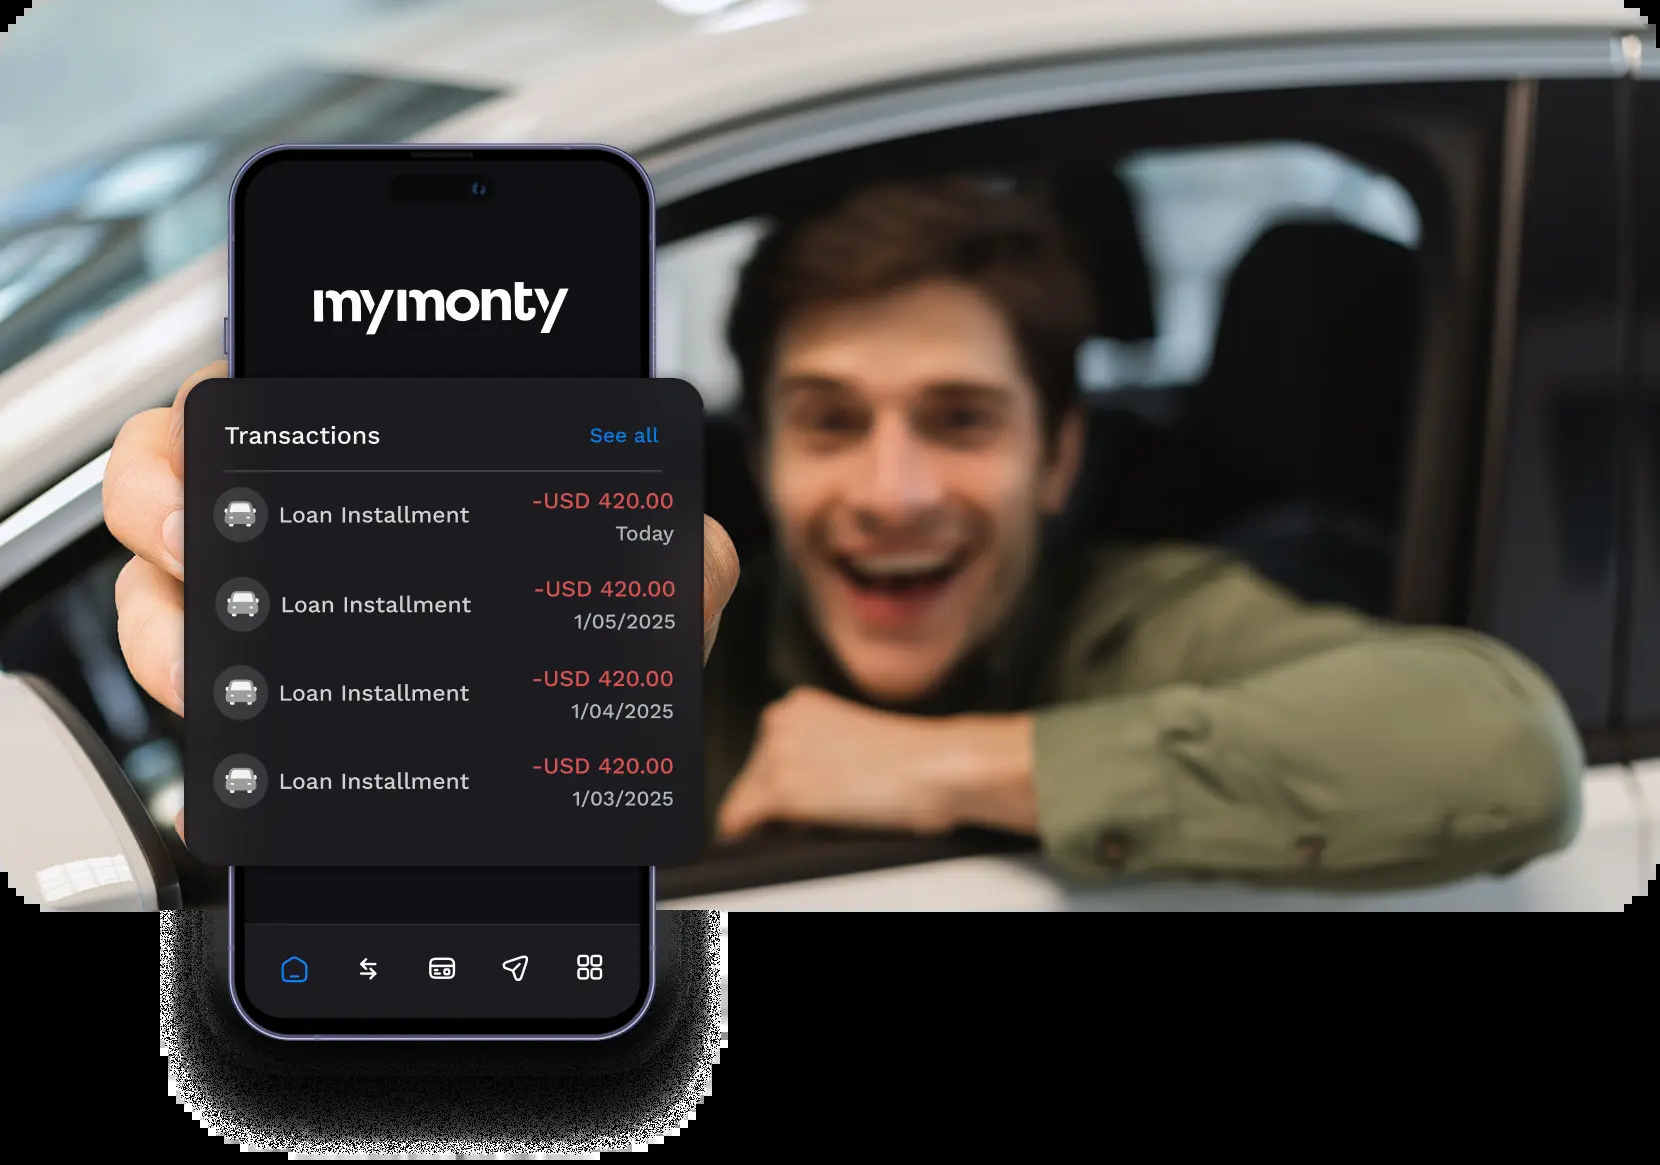 mymonty
Transactions See all
Loan Installment -USD 420.00
Today
Loan Installment -USD 420.00
1/05/2025
Loan Installment -USD 420.00
1/04/2025
Loan Installment -USD 420.00
1/03/2025